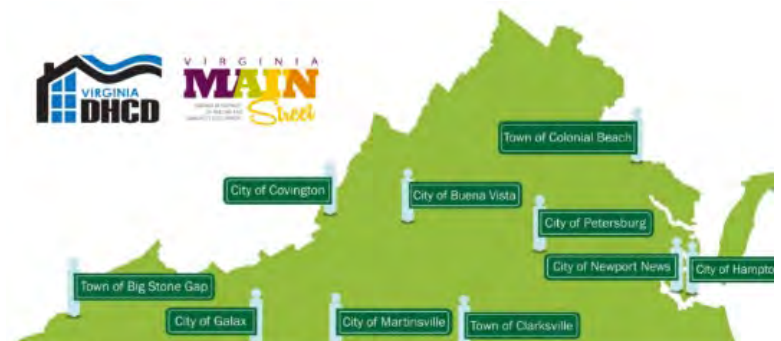 VIRGINIA
DHCD
VIRGINIA
MAIN
Street
Town of Colonial Beach
City of Covington
City of Buena Vista
City of Petersburg
City of Newport News
City of Hampto
Town of Big Stone Gap
City of Galax
City of Martinsville
Town of Clarksville